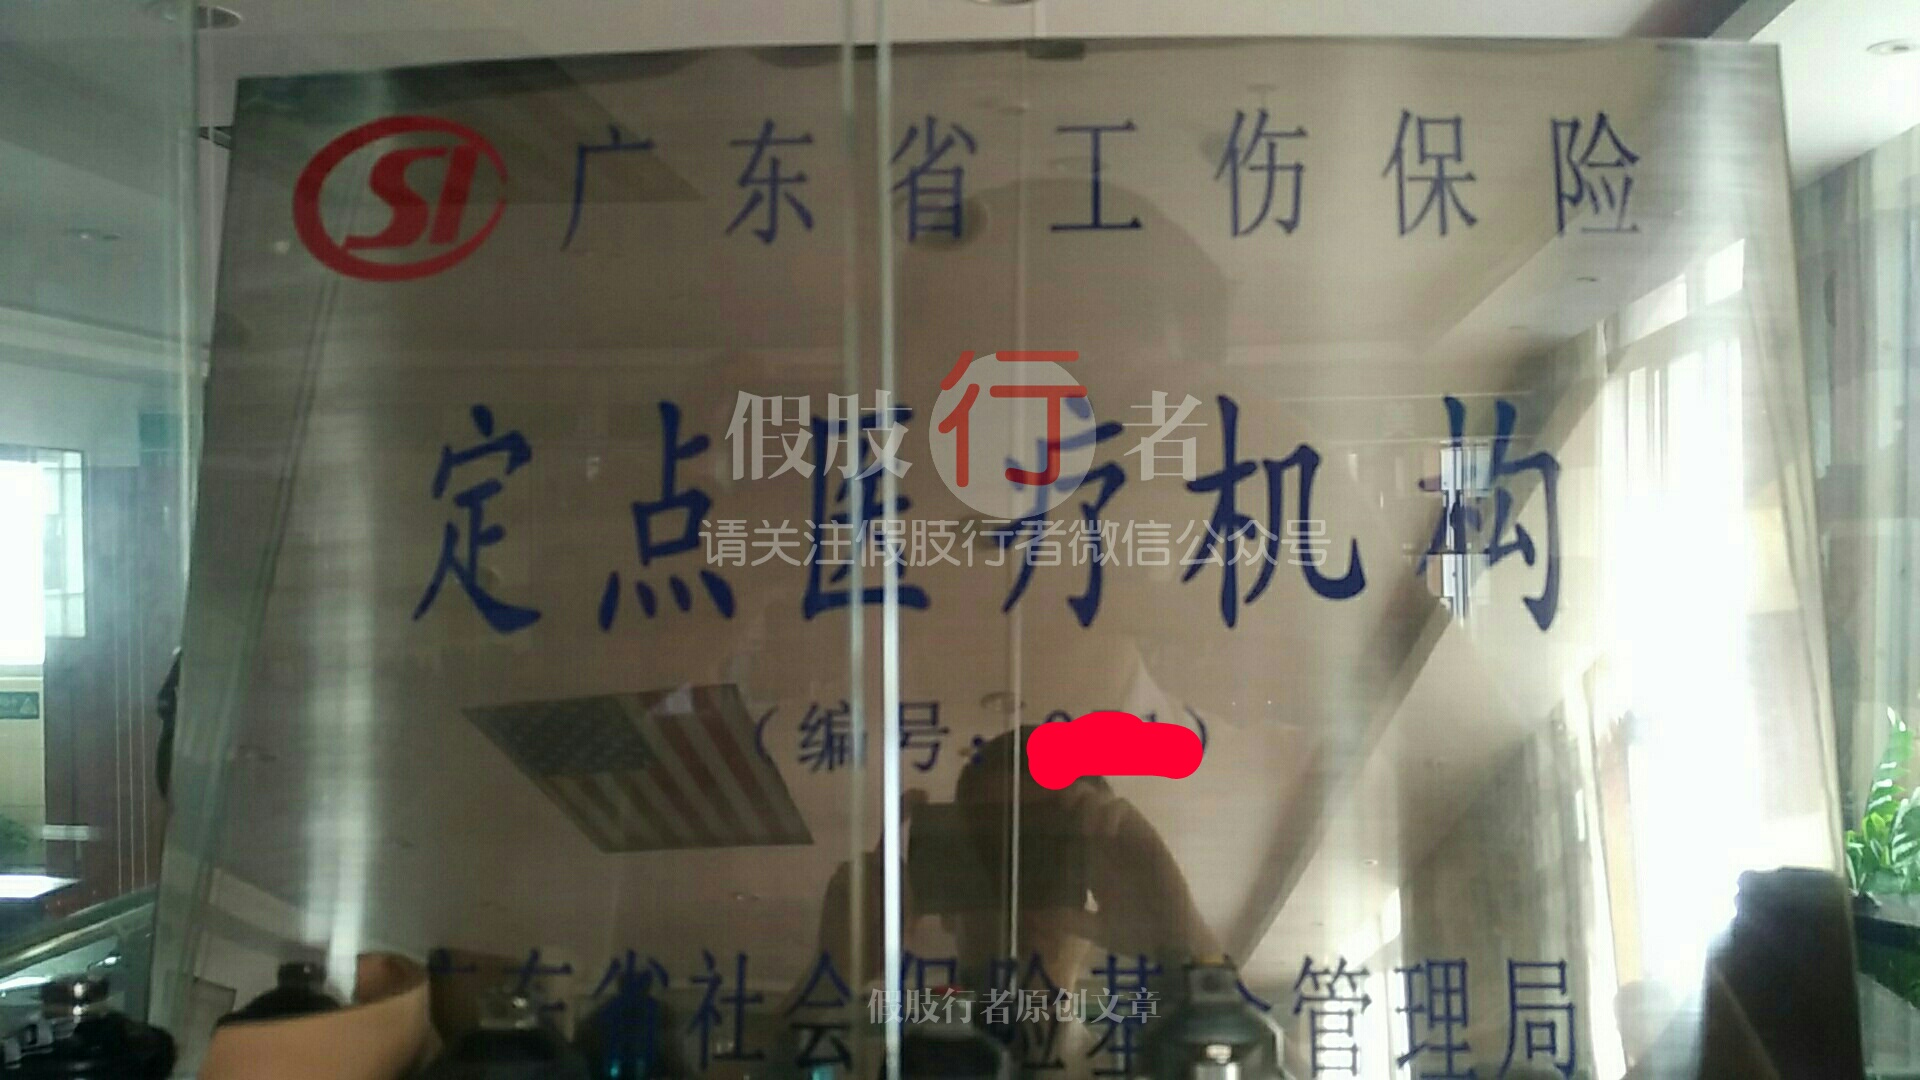 SI 广东省工伤保险
假肢行者
定点医疗机构
请关注假肢行者微信公众号
（编号：）
广东省社会保险基金管理局
假肢行者原创文章